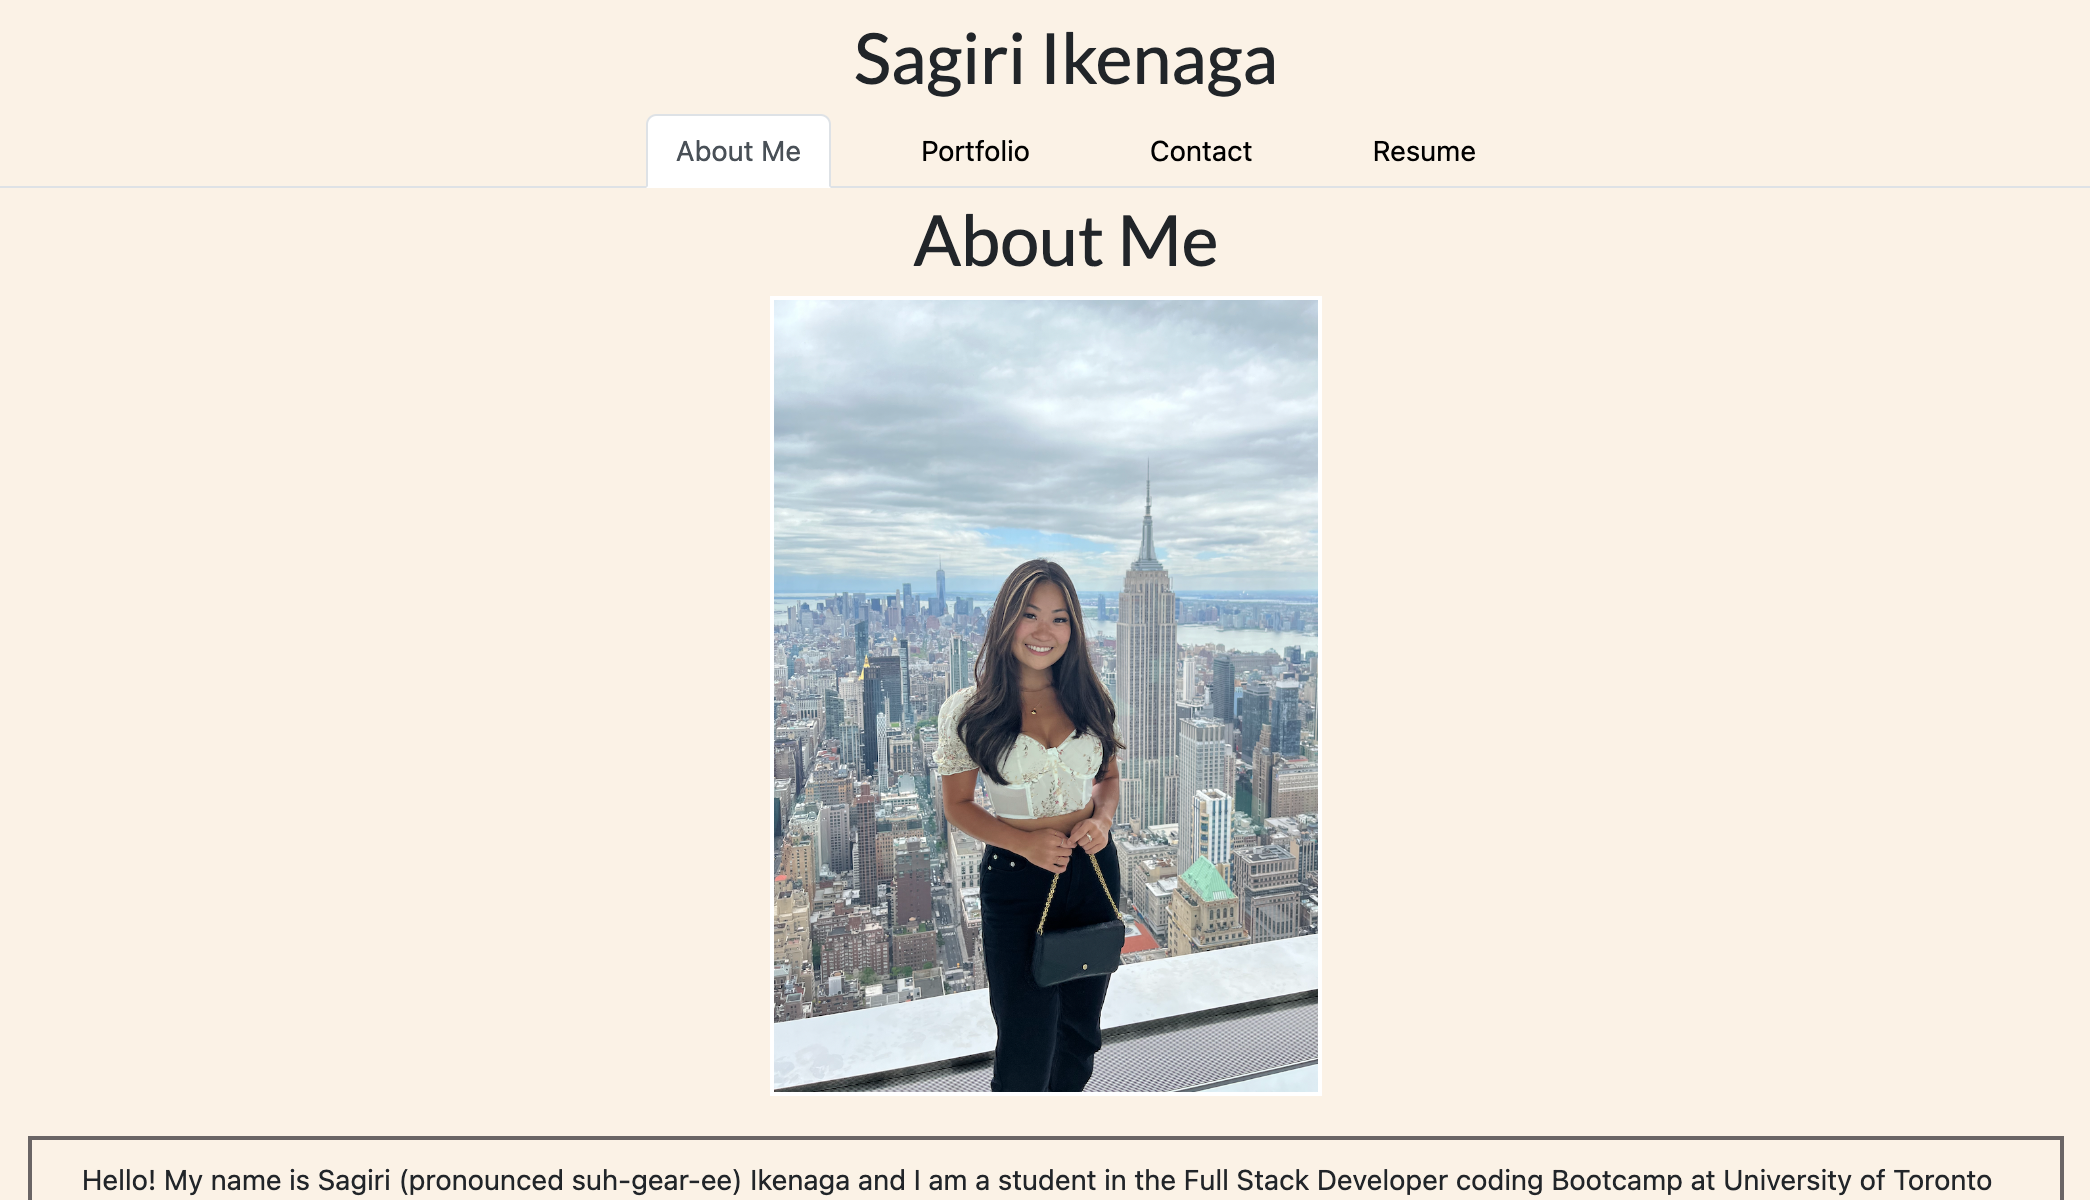 Sagiri Ikenaga
About Me Portfolio Contact Resume
About Me
Hello! My name is Sagiri (pronounced suh-gear-ee) Ikenaga and I am a student in the Full Stack Developer coding Bootcamp at University of Toronto